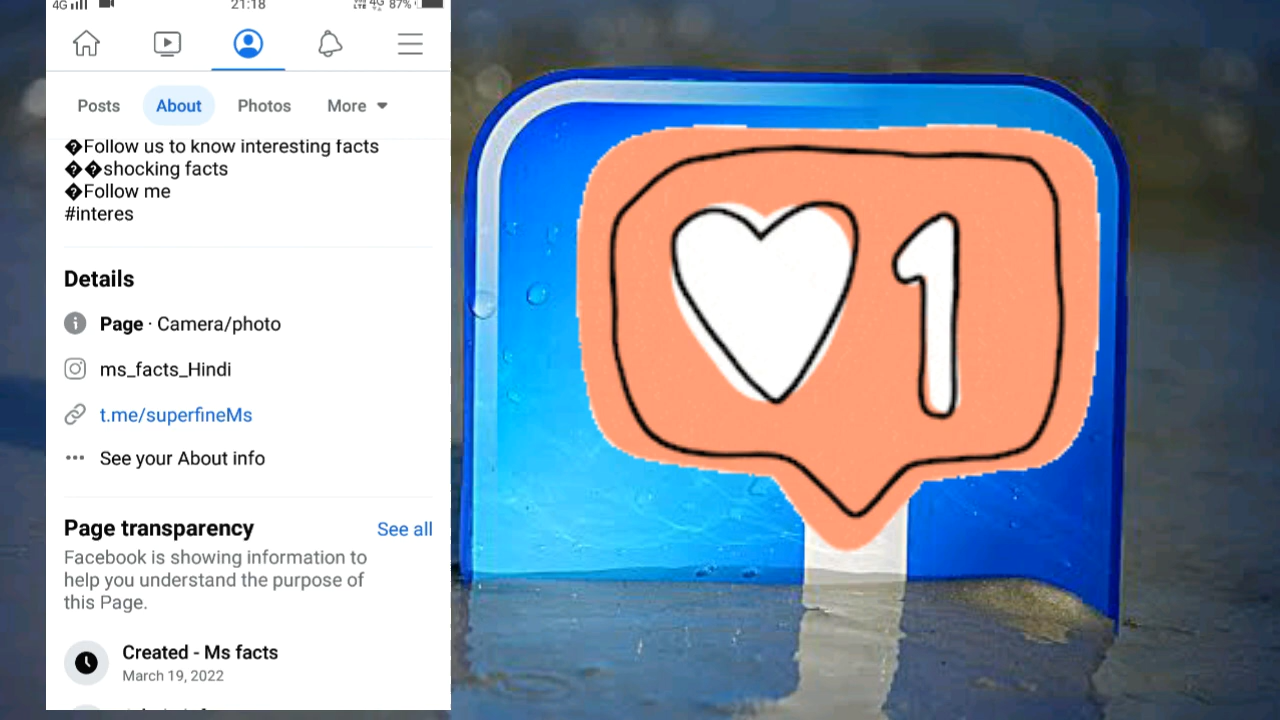 4G 21:18 4G 87%
Posts About Photos More
�Follow us to know interesting facts
��shocking facts
�Follow me
#interes
Details
Page · Camera/photo
ms_facts_Hindi
t.me/superfineMs
See your About info
Page transparency See all
Facebook is showing information to
help you understand the purpose of
this Page.
Created - Ms facts
March 19, 2022
1